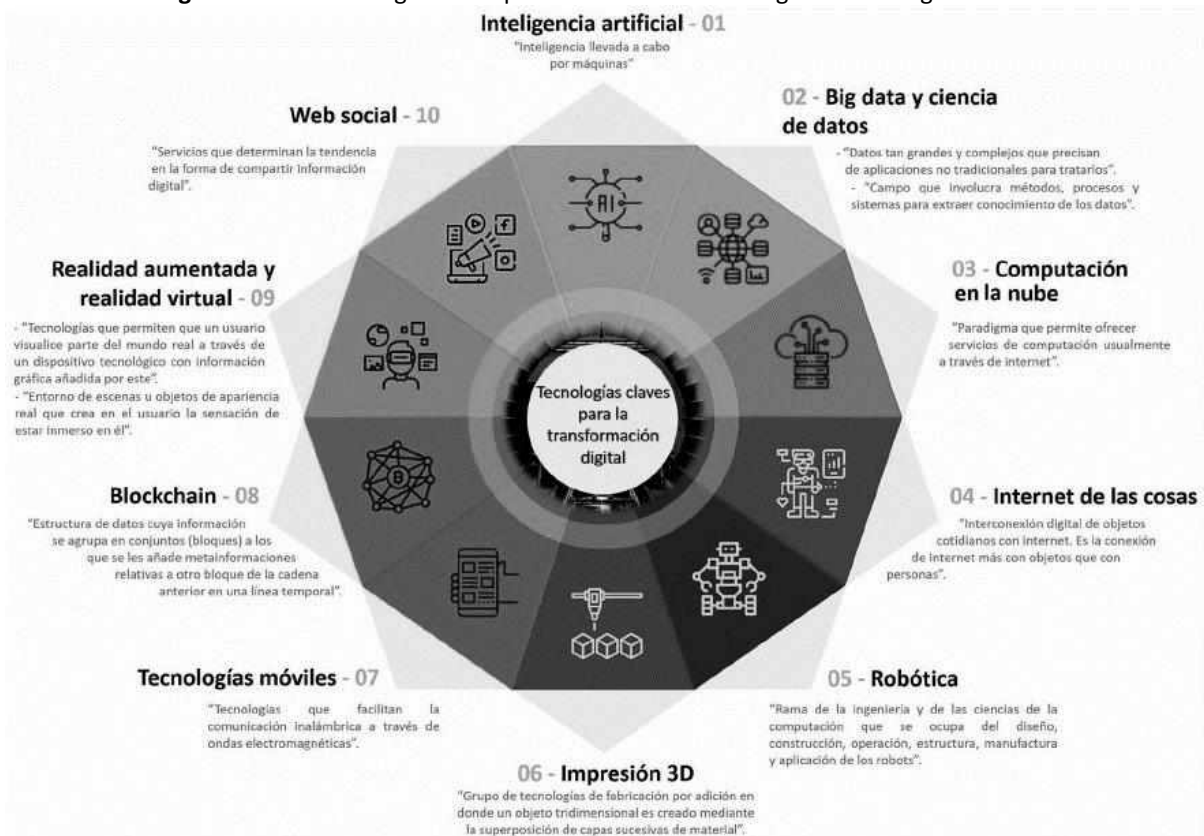 Inteligencia artificial - 01
"Inteligencia llevada a cabo
por máquinas"
02 - Big data y ciencia
de datos
- "Datos tan grandes y complejos que precisan
de aplicaciones no tradicionales para tratarlos".
- "Campo que involucra métodos, procesos y
sistemas para extraer conocimiento de los datos".
03 - Computación
en la nube
"Paradigma que permite ofrecer
servicios de computación usualmente
a través de internet".
04 - Internet de las cosas
"Interconexión digital de objetos
cotidianos con internet. Es la conexión
de internet más con objetos que con
personas".
05 - Robótica
"Rama de la ingeniería y de las ciencias de la
computación que se ocupa del diseño,
construcción, operación, estructura, manufactura
y aplicación de los robots".
06 - Impresión 3D
"Grupo de tecnologías de fabricación por adición en
donde un objeto tridimensional es creado mediante
la superposición de capas sucesivas de material".
Tecnologías móviles - 07
"Tecnologías que facilitan la
comunicación inalámbrica a través de
ondas electromagnéticas".
Blockchain - 08
"Estructura de datos cuya información
se agrupa en conjuntos (bloques) a los
que se les añade metainformaciones
relativas a otro bloque de la cadena
anterior en una línea temporal".
Realidad aumentada y
realidad virtual - 09
- "Tecnologías que permiten que un usuario
visualice parte del mundo real a través de
un dispositivo tecnológico con información
gráfica añadida por este".
- "Entorno de escenas u objetos de apariencia
real que crea en el usuario la sensación de
estar inmerso en él".
Web social - 10
"Servicios que determinan la tendencia
en la forma de compartir información
digital".
AI
B
Tecnologías claves
para la
transformación
digital